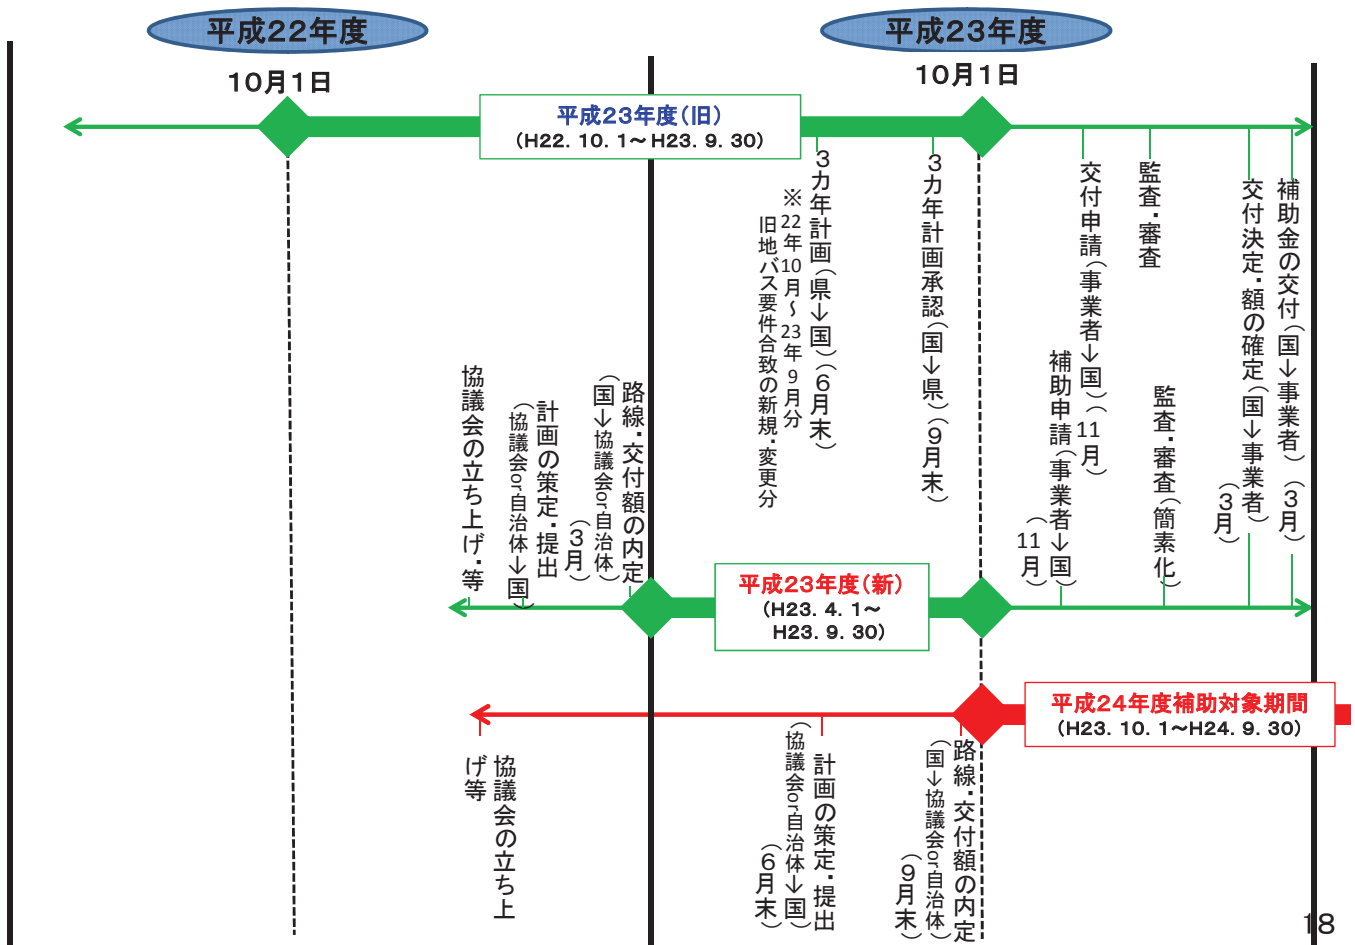 平成22年度
平成23年度
10月1日
10月1日
平成23年度(旧)
(H22.10.1～H23.9.30)
3カ年計画(県→国)(6月末)
※22年10月～23年9月分
旧地バス要件合致の新規・変更分
3カ年計画承認(国→県)(9月末)
交付申請(事業者→国)(11月)
監査・審査
交付決定・額の確定(国→事業者)
(3月)
補助金の交付(国→事業者)(3月)
協議会の立ち上げ・等
計画の策定・提出
(協議会or自治体→国)
路線・交付額の内定
(国→協議会or自治体)
(3月)
補助申請(事業者→国)
(11月)
監査・審査(簡素化)
平成23年度(新)
(H23.4.1～
H23.9.30)
平成24年度補助対象期間
(H23.10.1～H24.9.30)
協議会の立ち上
げ等
計画の策定・提出
(協議会or自治体→国)
(6月末)
路線・交付額の内定
(国→協議会or自治体)
(9月末)
18